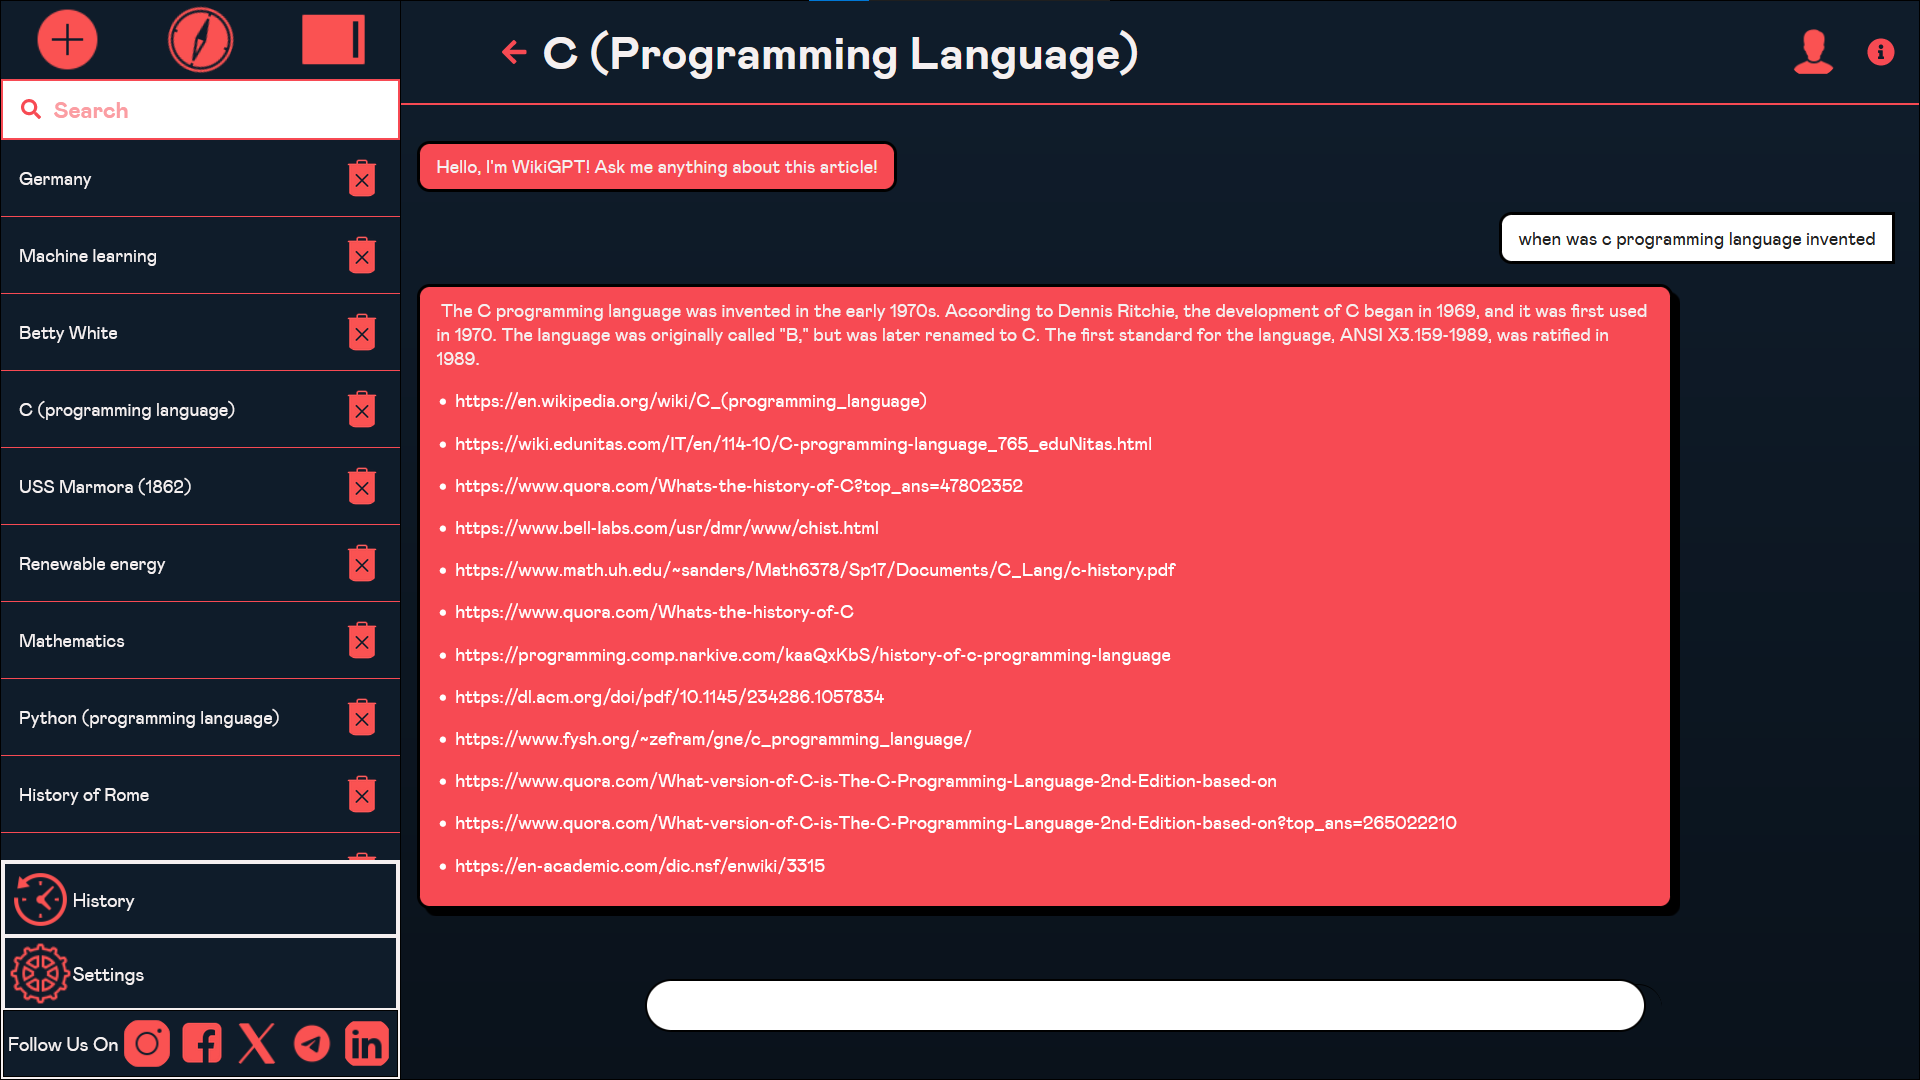 C (Programming Language)
Search
Germany
Machine learning
Betty White
C (programming language)
USS Marmora (1862)
Renewable energy
Mathematics
Python (programming language)
History of Rome
History
Settings
Follow Us On
Hello, I'm WikiGPT! Ask me anything about this article!
when was c programming language invented
The C programming language was invented in the early 1970s. According to Dennis Ritchie, the development of C began in 1969, and it was first used
in 1970. The language was originally called "B," but was later renamed to C. The first standard for the language, ANSI X3.159-1989, was ratified in
1989.
• https://en.wikipedia.org/wiki/C_(programming_language)
• https://wiki.edunitas.com/IT/en/114-10/C-programming-language_765_eduNitas.html
• https://www.quora.com/Whats-the-history-of-C?top_ans=47802352
• https://www.bell-labs.com/usr/dmr/www/chist.html
• https://www.math.uh.edu/~sanders/Math6378/Sp17/Documents/C_Lang/c-history.pdf
• https://www.quora.com/Whats-the-history-of-C
• https://programming.comp.narkive.com/kaaQxKbS/history-of-c-programming-language
• https://dl.acm.org/doi/pdf/10.1145/234286.1057834
• https://www.fysh.org/~zefram/gne/c_programming_language/
• https://www.quora.com/What-version-of-C-is-The-C-Programming-Language-2nd-Edition-based-on
• https://www.quora.com/What-version-of-C-is-The-C-Programming-Language-2nd-Edition-based-on?top_ans=265022210
• https://en-academic.com/dic.nsf/enwiki/3315